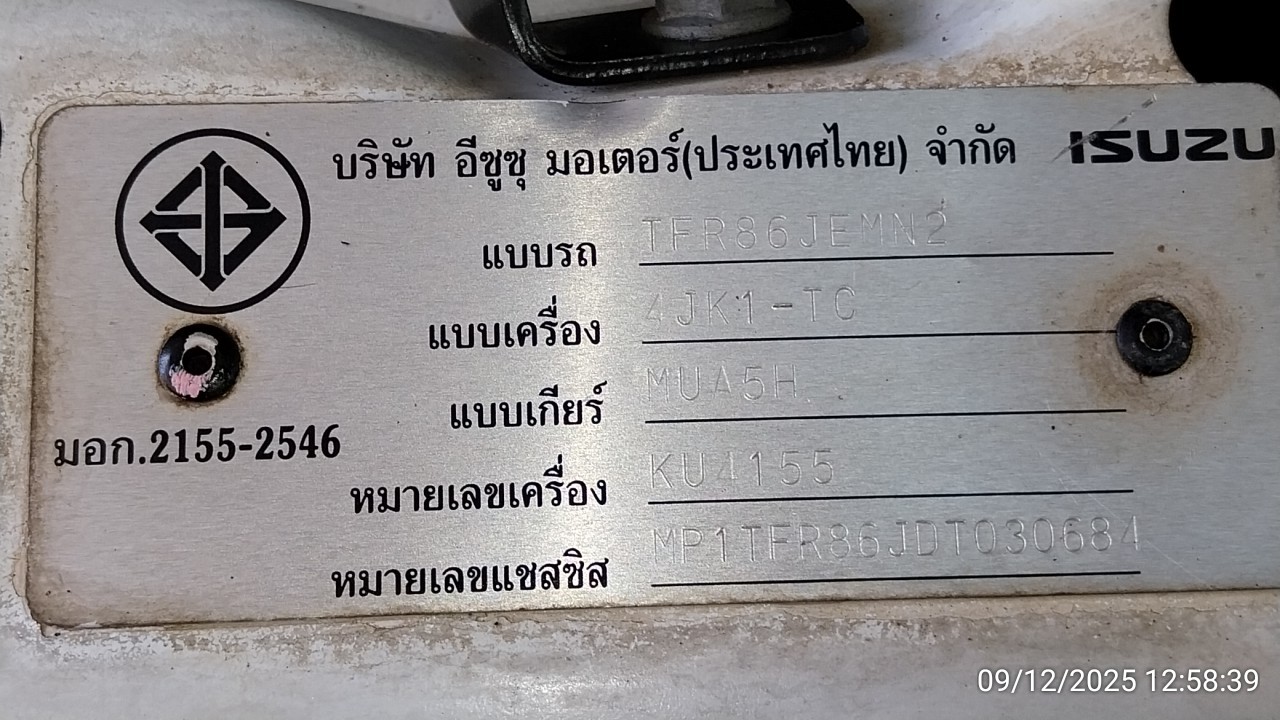 บริษัท อีซูซุ มอเตอร์(ประเทศไทย) จำกัด ISUZU
แบบรถ TFR86JEMN2
แบบเครื่อง 4JK1-TC
แบบเกียร์ MUA5H
มอก.2155-2546
หมายเลขเครื่อง KU4155
หมายเลขแชสซิส MP1TFR86JDT030684
09/12/2025 12:58:39